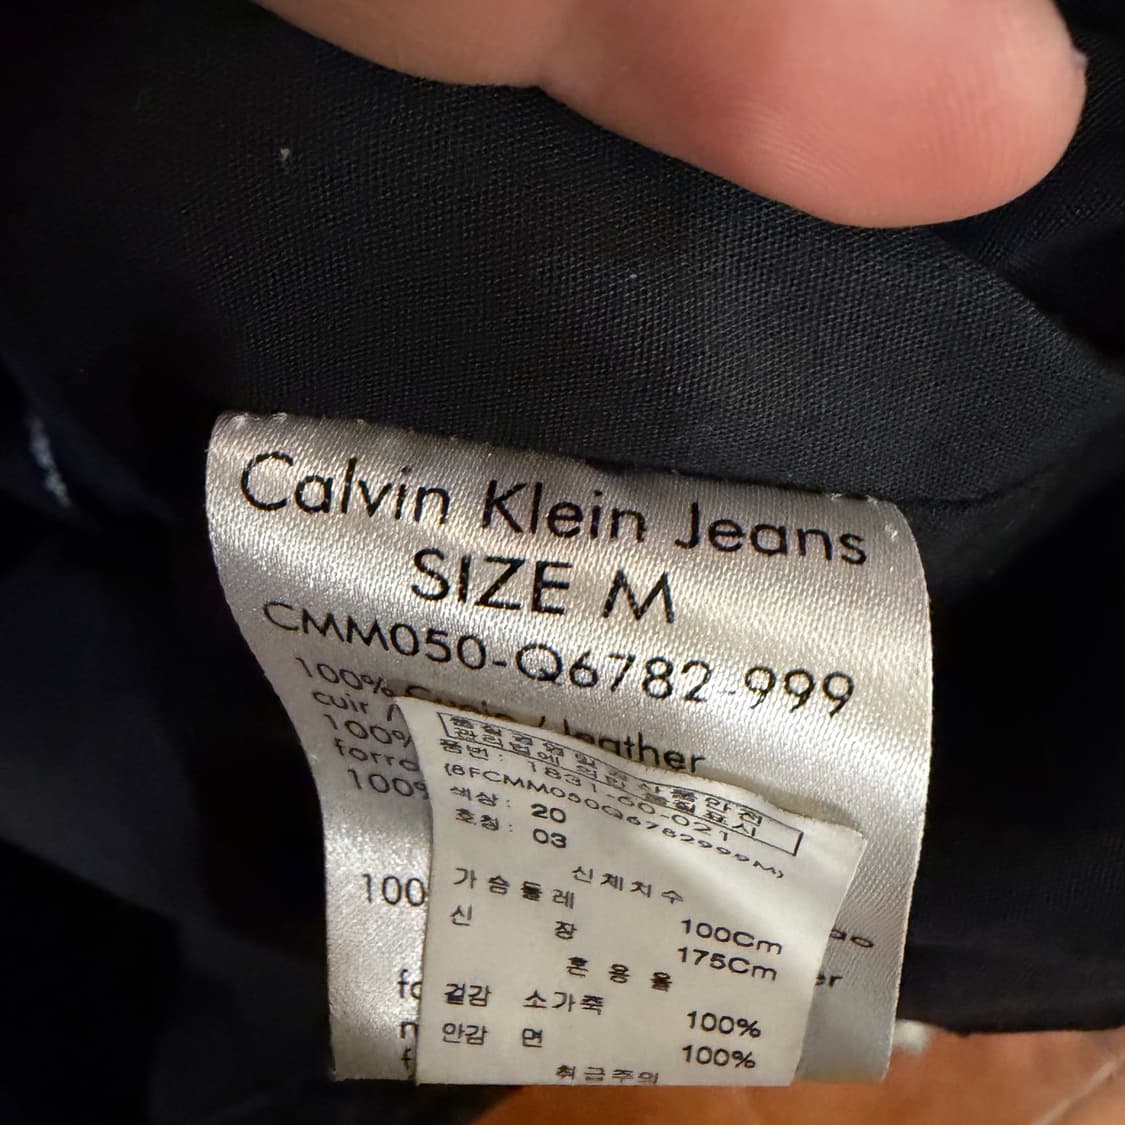 Calvin Klein Jeans
SIZE M
CMM050-Q6782-999
100% / leather
cuir /
100%
forro
100%
품번 : 1831-60-021
(6FCMM050Q6782999M)
색상 : 20
호칭 : 03
신체치수
가슴둘레 100Cm
신장 175Cm
혼용율
겉감 소가죽 100%
안감 면 100%
취급주의
100